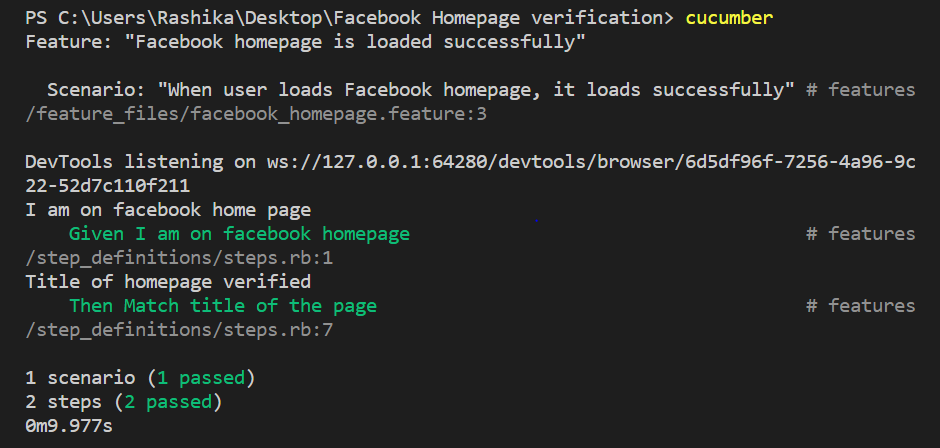 PS C:\Users\Rashika\Desktop\Facebook Homepage verification> cucumber
Feature: "Facebook homepage is loaded successfully"
Scenario: "When user loads Facebook homepage, it loads successfully" # features
/feature_files/facebook_homepage.feature:3
DevTools listening on ws://127.0.0.1:64280/devtools/browser/6d5df96f-7256-4a96-9c
22-52d7c110f211
I am on facebook home page
Given I am on facebook homepage # features
/step_definitions/steps.rb:1
Title of homepage verified
Then Match title of the page # features
/step_definitions/steps.rb:7
1 scenario (1 passed)
2 steps (2 passed)
0m9.977s